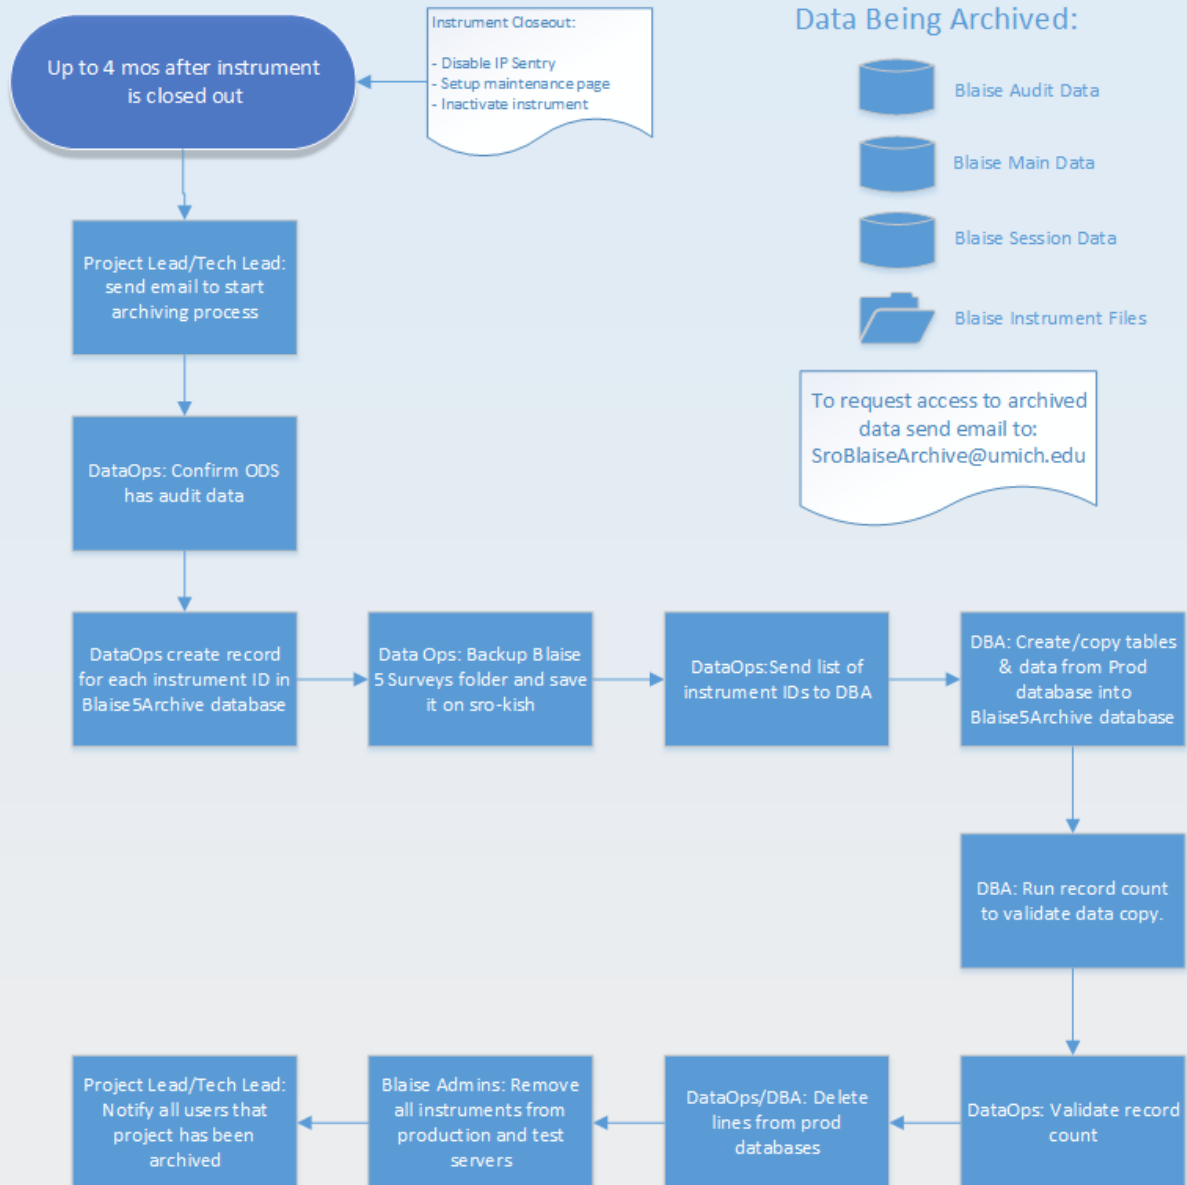 Up to 4 mos after instrument
is closed out
Instrument Closeout:
- Disable IP Sentry
- Setup maintenance page
- Inactivate instrument
Data Being Archived:
Blaise Audit Data
Blaise Main Data
Blaise Session Data
Blaise Instrument Files
To request access to archived
data send email to:
SroBlaiseArchive@umich.edu
Project Lead/Tech Lead:
send email to start
archiving process
DataOps: Confirm ODS
has audit data
DataOps create record
for each instrument ID in
Blaise5Archive database
Data Ops: Backup Blaise
5 Surveys folder and save
it on sro-kish
DataOps:Send list of
instrument IDs to DBA
DBA: Create/copy tables
& data from Prod
database into
Blaise5Archive database
DBA: Run record count
to validate data copy.
DataOps: Validate record
count
DataOps/DBA: Delete
lines from prod
databases
Blaise Admins: Remove
all instruments from
production and test
servers
Project Lead/Tech Lead:
Notify all users that
project has been
archived